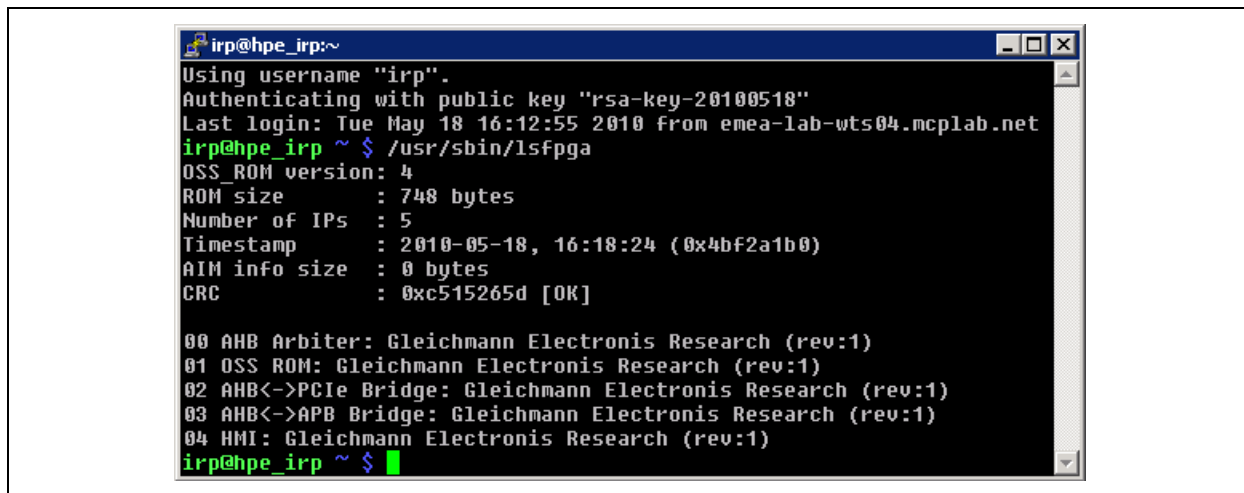 irp@hpe_irp:~
Using username "irp".
Authenticating with public key "rsa-key-20100518"
Last login: Tue May 18 16:12:55 2010 from emea-lab-wts04.mcplab.net
irp@hpe_irp ~ $ /usr/sbin/lsfpga
OSS_ROM version: 4
ROM size        : 748 bytes
Number of IPs   : 5
Timestamp       : 2010-05-18, 16:18:24 (0x4bf2a1b0)
AIM info size   : 0 bytes
CRC             : 0xc515265d [OK]
00 AHB Arbiter: Gleichmann Electronis Research (rev:1)
01 OSS ROM: Gleichmann Electronis Research (rev:1)
02 AHB<->PCIe Bridge: Gleichmann Electronis Research (rev:1)
03 AHB<->APB Bridge: Gleichmann Electronis Research (rev:1)
04 HMI: Gleichmann Electronis Research (rev:1)
irp@hpe_irp ~ $